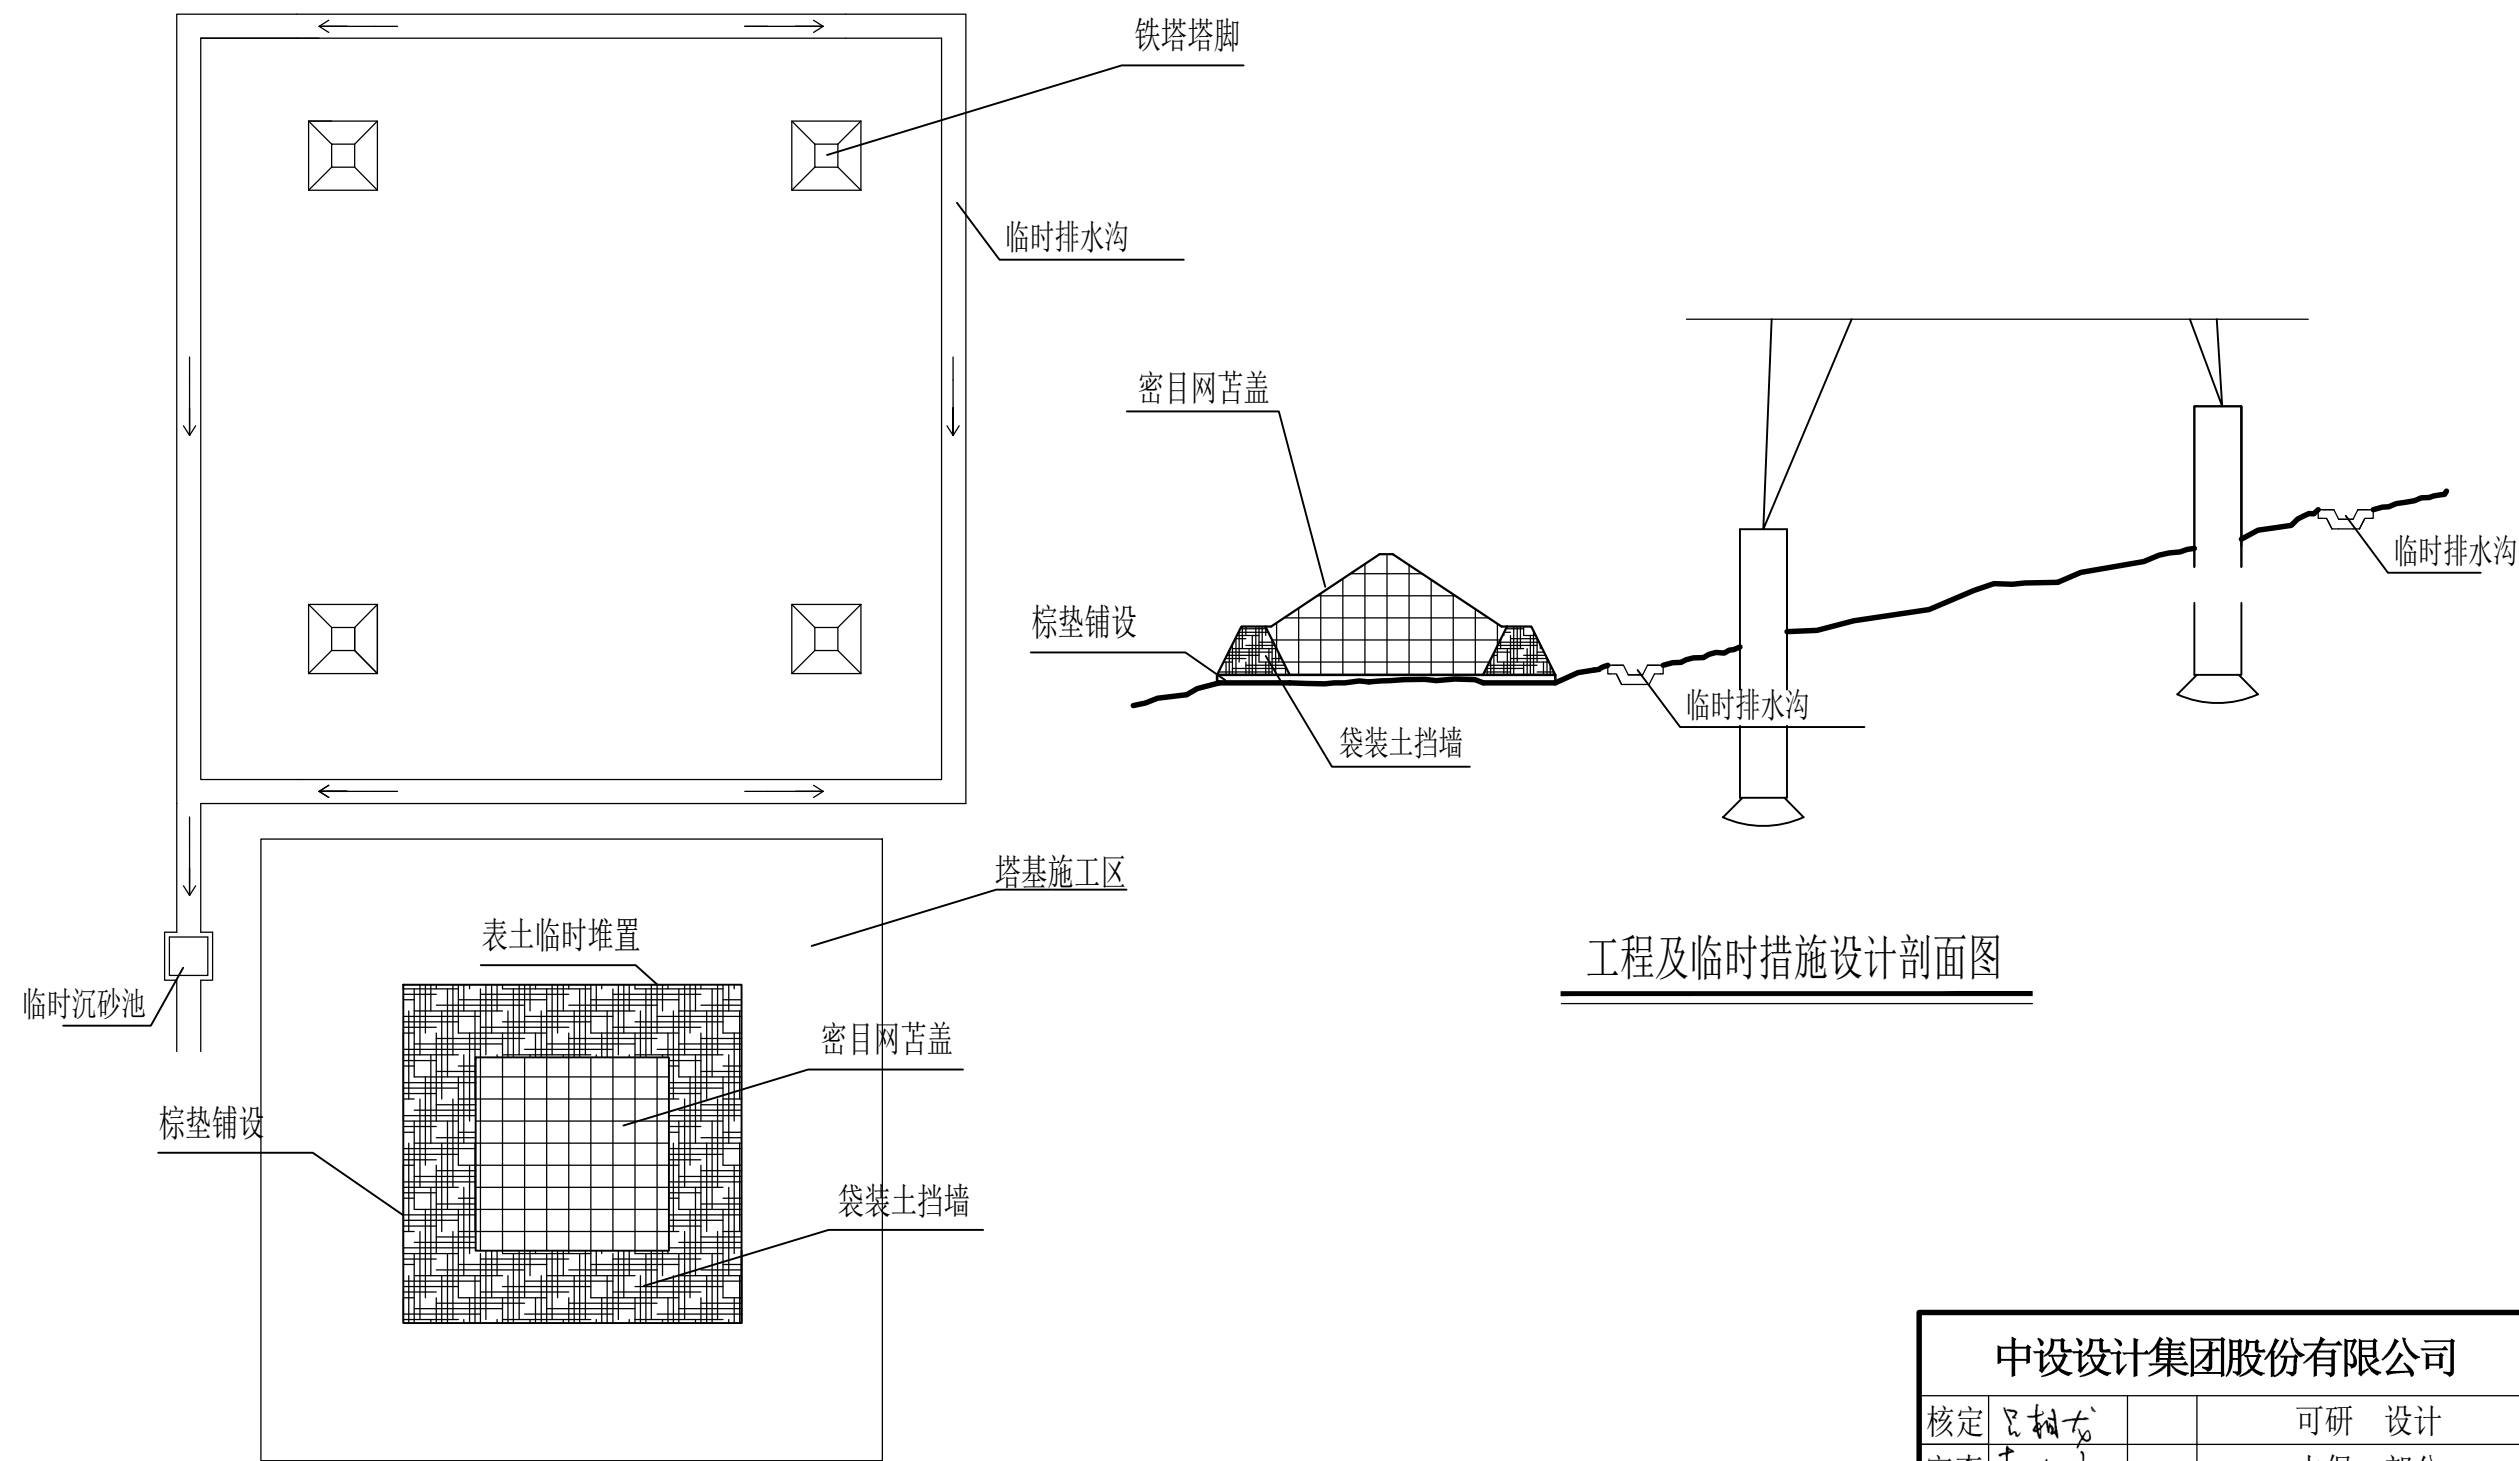 铁塔塔脚
临时排水沟
密目网苫盖
棕垫铺设
临时排水沟
临时排水沟
袋装土挡墙
塔基施工区
表土临时堆置
工程及临时措施设计剖面图
临时沉砂池
密目网苫盖
棕垫铺设
袋装土挡墙
中设设计集团股份有限公司
核定 可研 设计